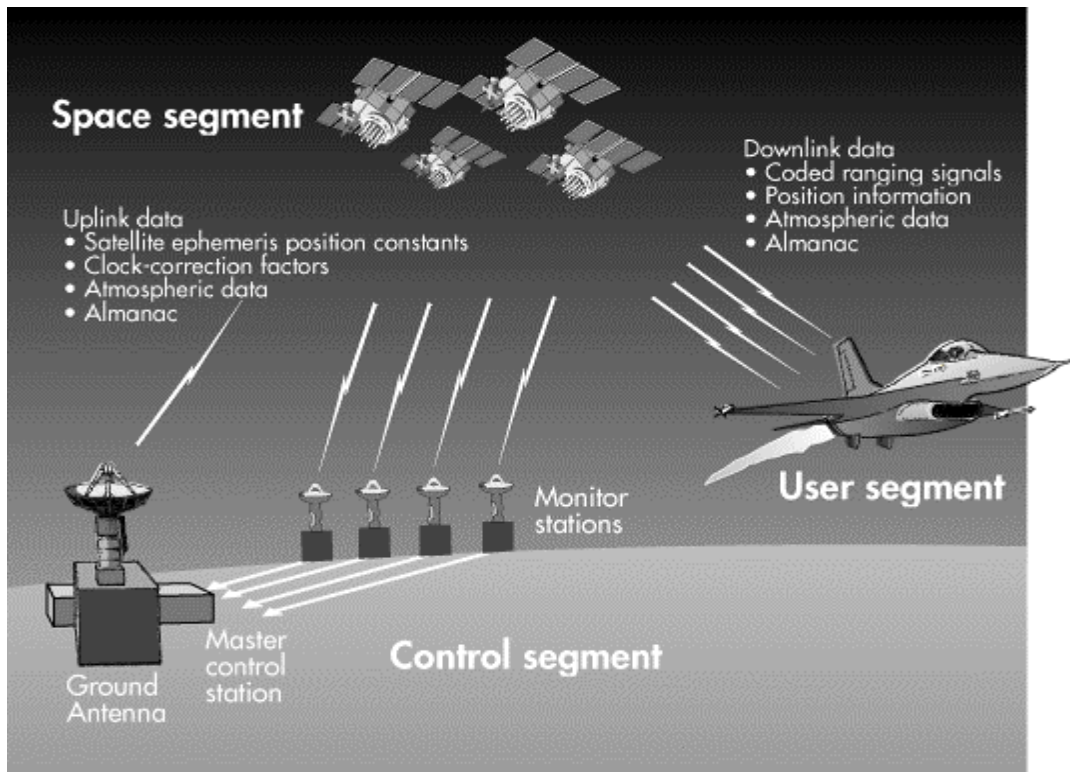 Space segment
Downlink data
• Coded ranging signals
• Position information
• Atmospheric data
• Almanac
Uplink data
• Satellite ephemeris position constants
• Clock-correction factors
• Atmospheric data
• Almanac
User segment
Monitor
stations
Master
control
station
Control segment
Ground
Antenna